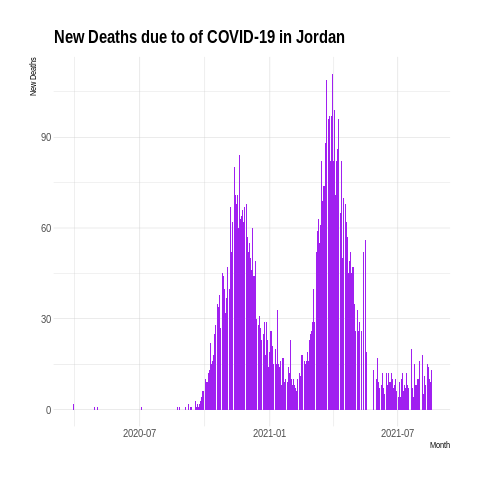 New Deaths due to of COVID-19 in Jordan
New Deaths
90
60
30
0
2020-07
2021-01
2021-07
Month